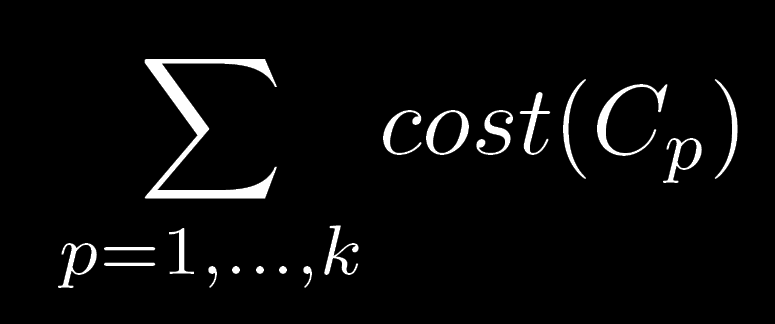 ∑ cost(C_p)
p=1,...,k